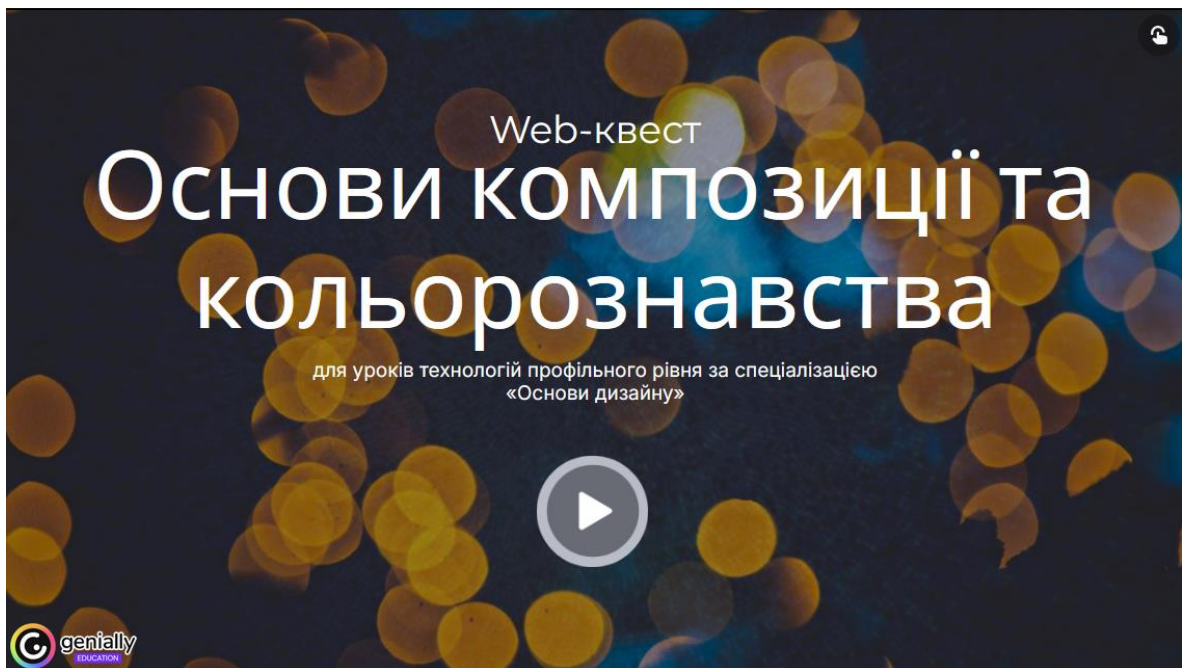 Web-квест
Основи композиції та
кольорознавства
для уроків технологій профільного рівня за спеціалізацією
«Основи дизайну»
genially
EDUCATION